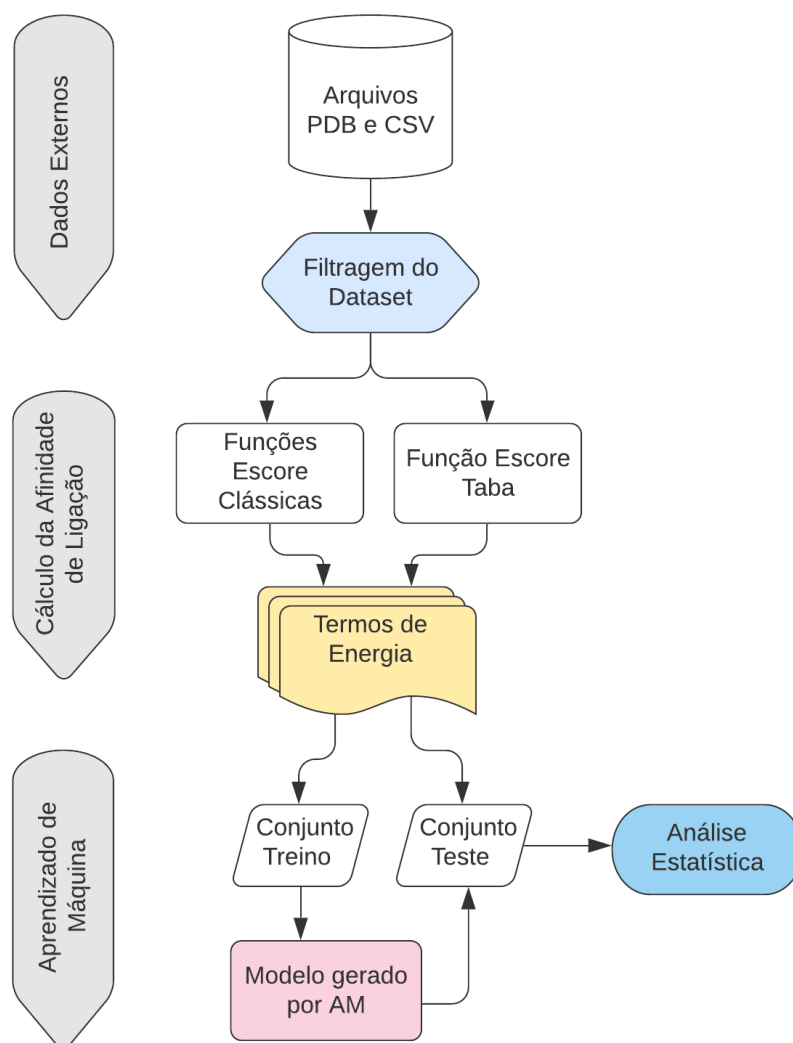 Dados Externos
Arquivos
PDB e CSV
Filtragem do
Dataset
Cálculo da Afinidade
de Ligação
Funções
Escore
Clássicas
Função Escore
Taba
Termos de
Energia
Aprendizado de
Máquina
Conjunto
Treino
Conjunto
Teste
Análise
Estatística
Modelo gerado
por AM